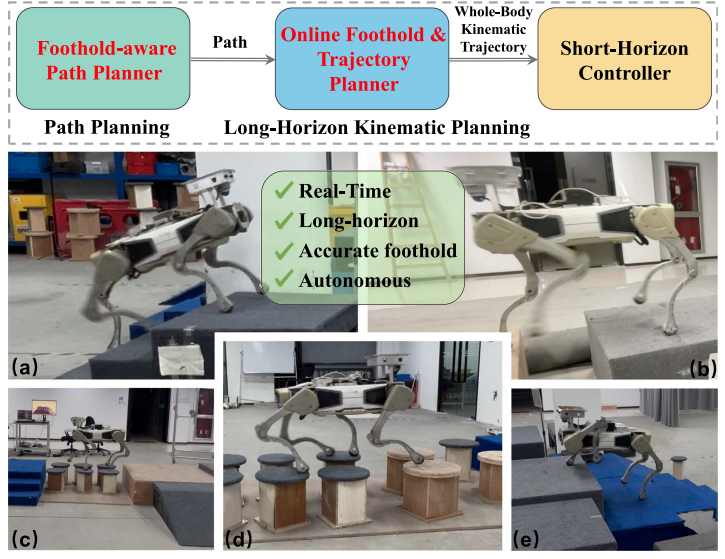 Foothold-aware
Path Planner
Path
Online Foothold &
Trajectory
Planner
Whole-Body
Kinematic
Trajectory
Short-Horizon
Controller
Path Planning
Long-Horizon Kinematic Planning
✓ Real-Time
✓ Long-horizon
✓ Accurate foothold
✓ Autonomous
(a)
(b)
(c)
(d)
(e)